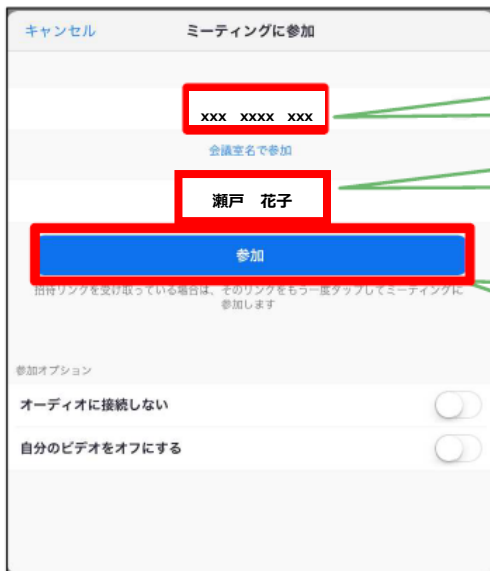 キャンセル ミーティングに参加
xxx xxxx xxx
会議室名で参加
瀬戸 花子
参加
招待リンクを受け取っている場合は、そのリンクをもう一度タップしてミーティングに
参加します
参加オプション
オーディオに接続しない
自分のビデオをオフにする